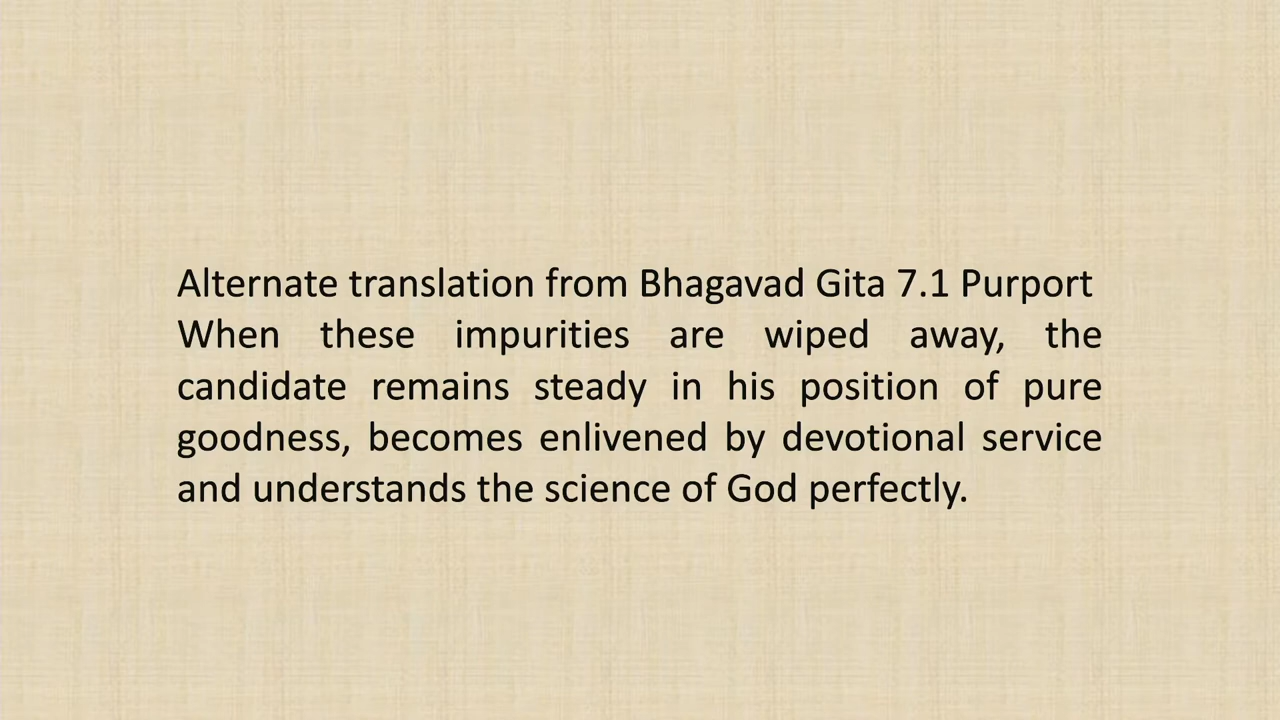 Alternate translation from Bhagavad Gita 7.1 Purport
When these impurities are wiped away, the
candidate remains steady in his position of pure
goodness, becomes enlivened by devotional service
and understands the science of God perfectly.